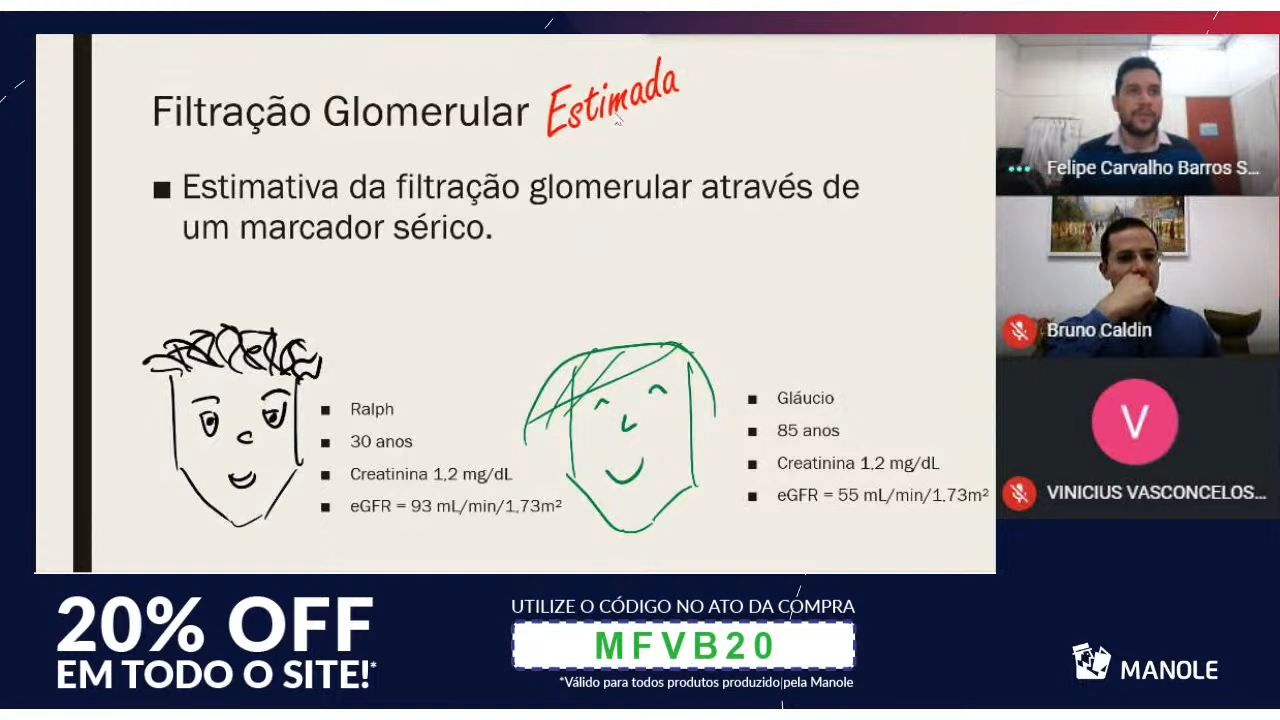 Filtração Glomerular Estimada
■ Estimativa da filtração glomerular através de
um marcador sérico.
■ Ralph
■ 30 anos
■ Creatinina 1,2 mg/dL
■ eGFR = 93 mL/min/1,73m²
■ Gláucio
■ 85 anos
■ Creatinina 1,2 mg/dL
■ eGFR = 55 mL/min/1,73m²
Felipe Carvalho Barros S...
Bruno Caldin
V
VINICIUS VASCONCELOS...
20% OFF
EM TODO O SITE!*
UTILIZE O CÓDIGO NO ATO DA COMPRA
MFVB20
*Válido para todos produtos produzido pela Manole
MANOLE